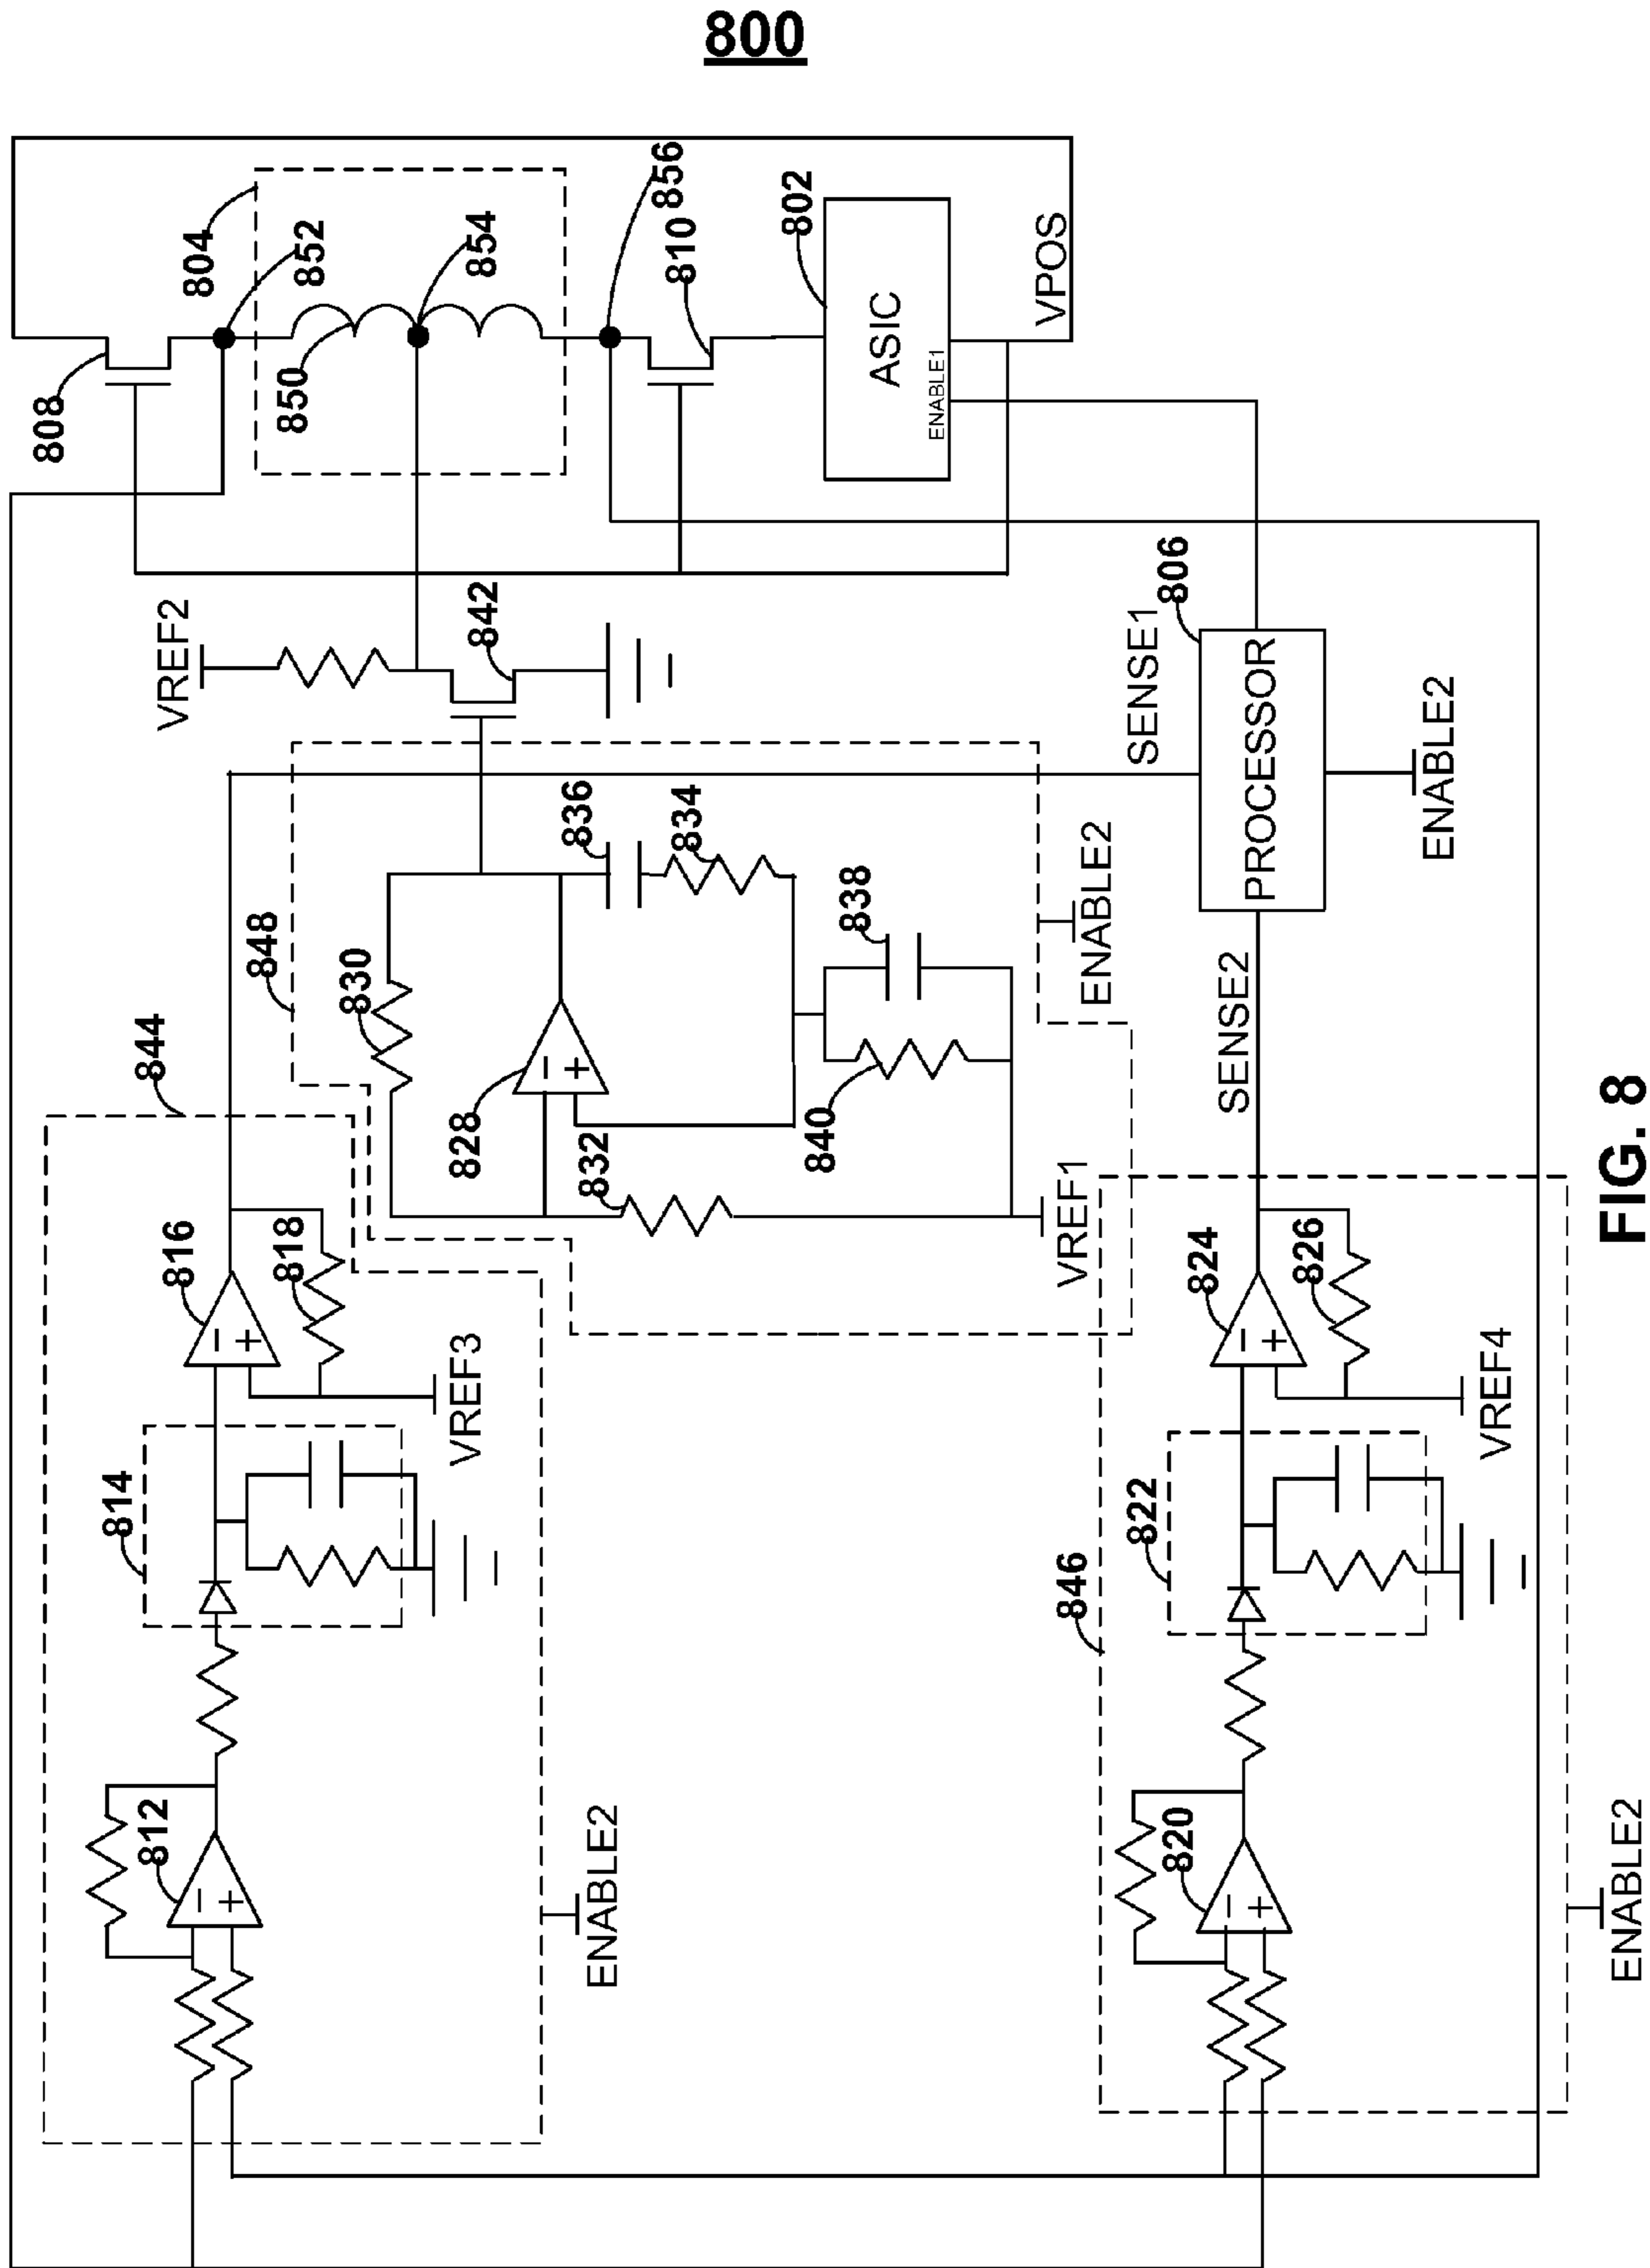 800
804
852
808
850
854
856
810
802
ASIC
ENABLE1
VPOS
VREF2
842
806
SENSE1
PROCESSOR
ENABLE2
848
836
834
830
838
ENABLE2
844
828
832
840
SENSE2
VREF1
816
818
VREF3
824
826
VREF4
814
822
846
812
ENABLE2
820
ENABLE2
FIG. 8